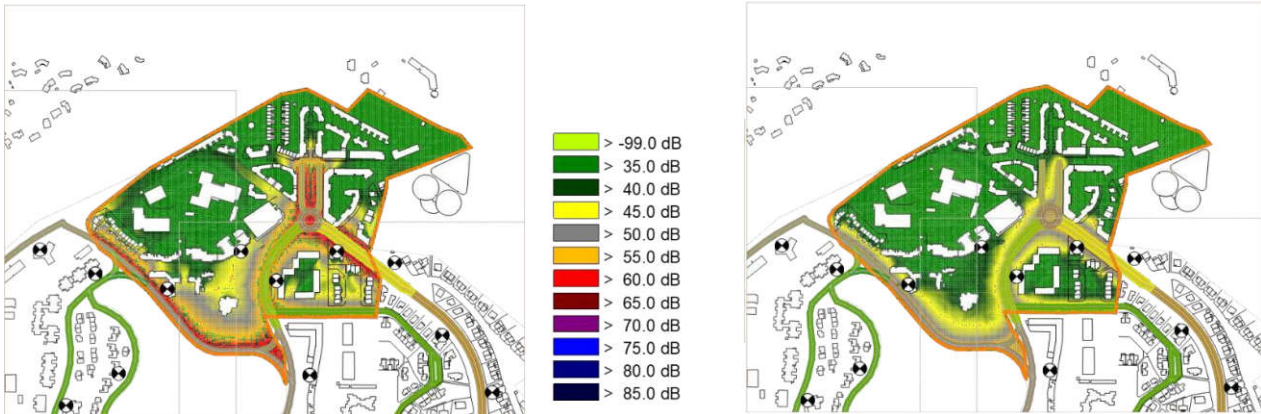 > -99.0 dB
> 35.0 dB
> 40.0 dB
> 45.0 dB
> 50.0 dB
> 55.0 dB
> 60.0 dB
> 65.0 dB
> 70.0 dB
> 75.0 dB
> 80.0 dB
> 85.0 dB